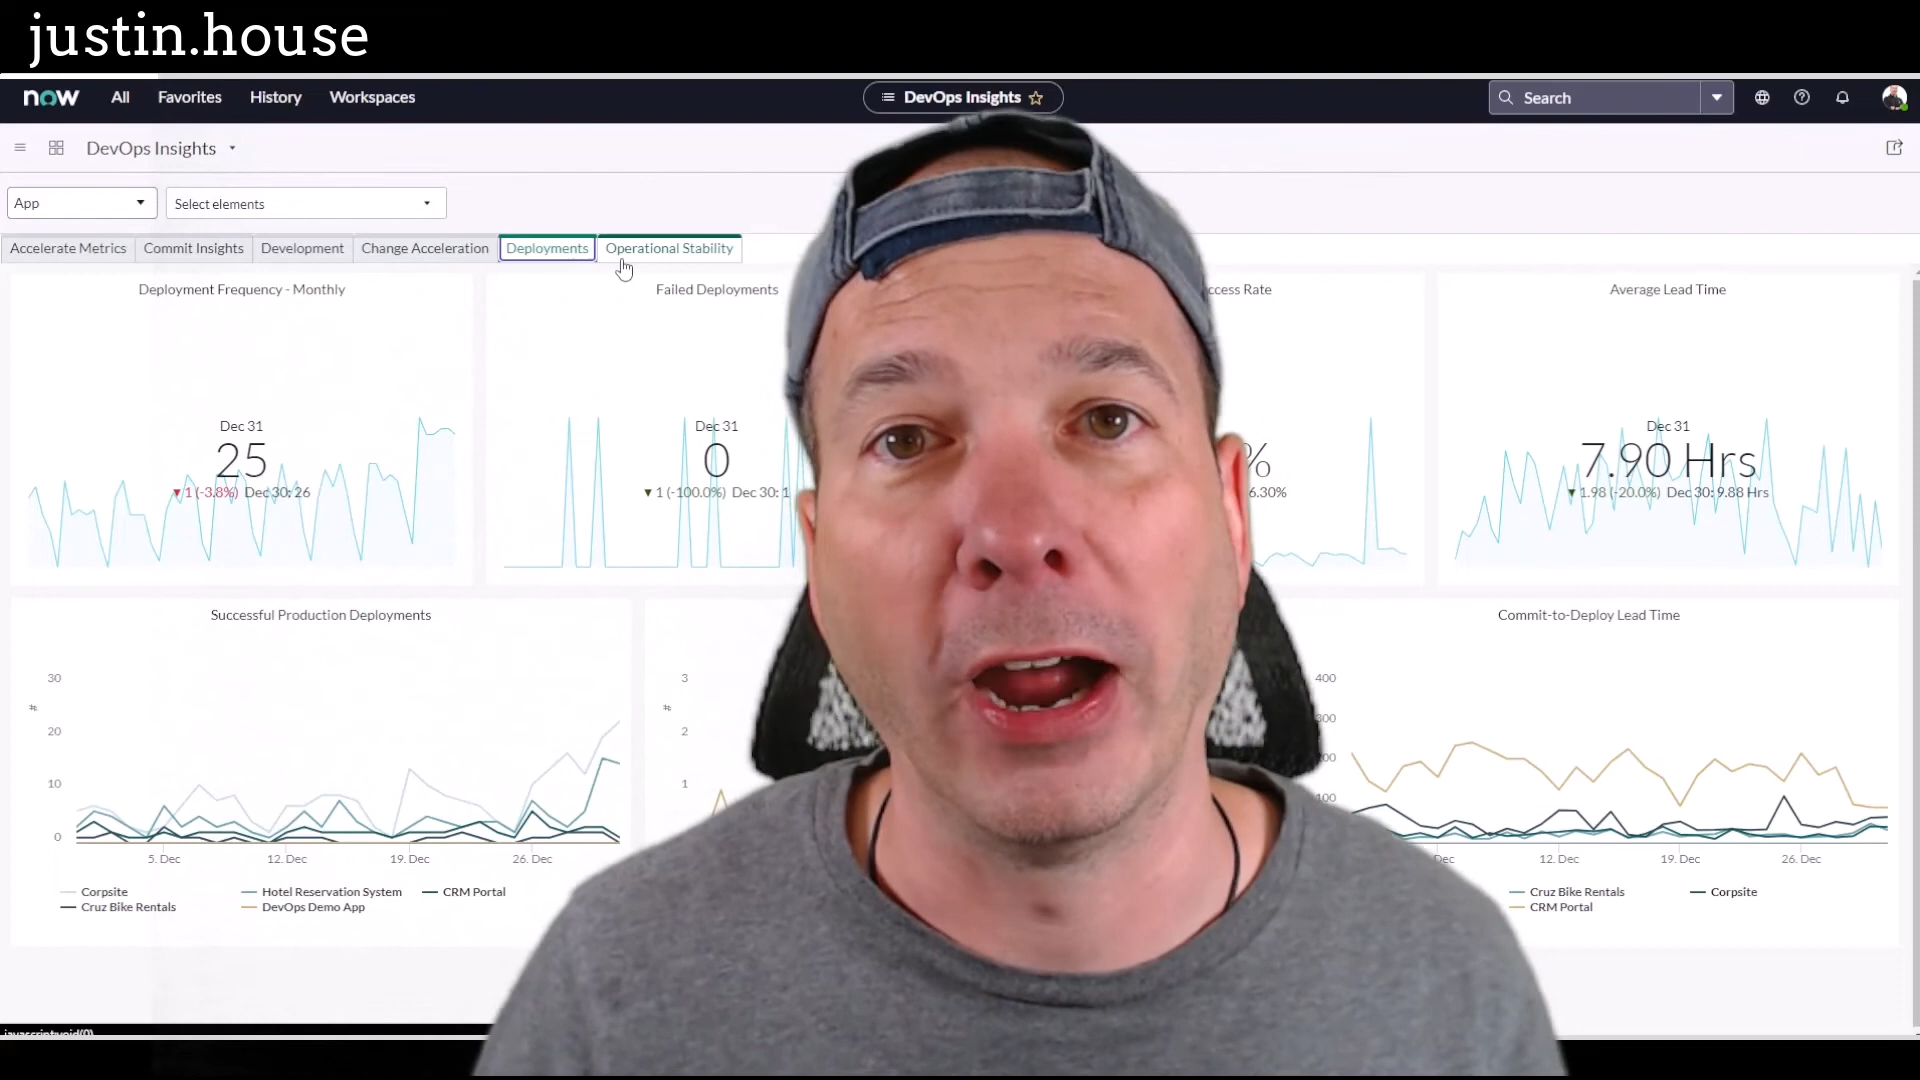 justin.house
now All Favorites History Workspaces DevOps Insights Search
DevOps Insights
App Select elements
Accelerate Metrics Commit Insights Development Change Acceleration Deployments Operational Stability
Deployment Frequency - Monthly
Dec 31
25
▼1 (-3.8%) Dec 30: 26
Failed Deployments
Dec 31
0
▼1 (-100.0%) Dec 30: 1
Rate
%
6.30%
Average Lead Time
Dec 31
7.90 Hrs
▼1.98 (-20.0%) Dec 30: 9.88 Hrs
Successful Production Deployments
30
#
20
10
0
5. Dec 12. Dec 19. Dec 26. Dec
Corpsite Hotel Reservation System CRM Portal
Cruz Bike Rentals DevOps Demo App
3
#
2
1
Commit-to-Deploy Lead Time
400
300
100
Dec 12. Dec 19. Dec 26. Dec
Cruz Bike Rentals Corpsite
CRM Portal